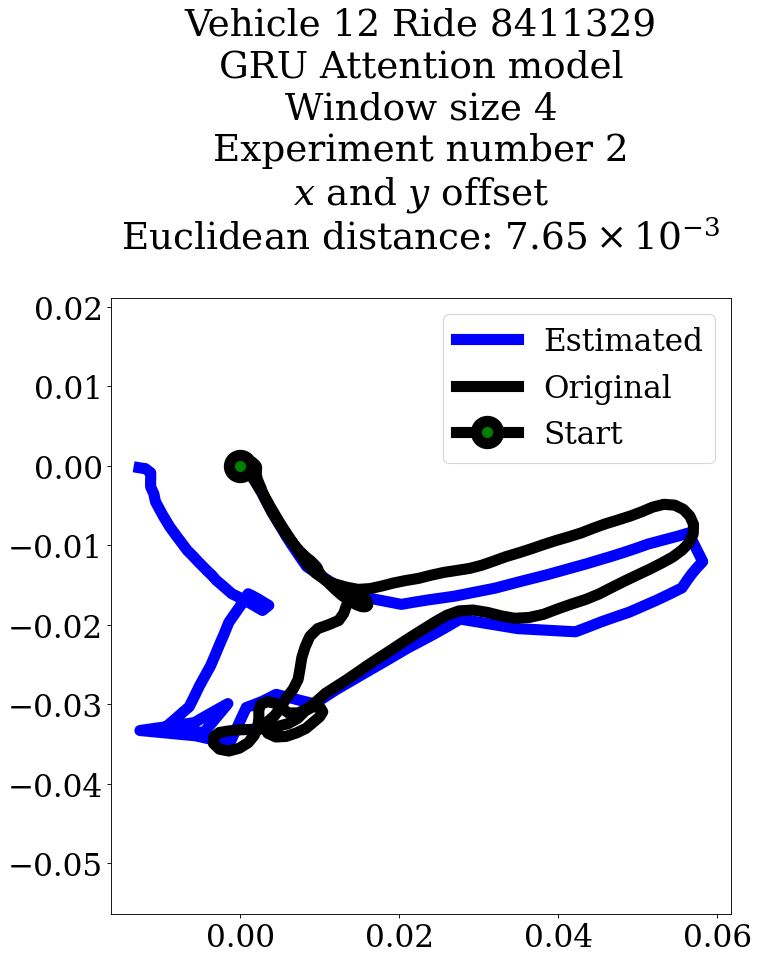 Vehicle 12 Ride 8411329
GRU Attention model
Window size 4
Experiment number 2
x and y offset
Euclidean distance: 7.65 × 10⁻³
0.02
0.01
0.00
−0.01
−0.02
−0.03
−0.04
−0.05
Estimated
Original
Start
0.00 0.02 0.04 0.06